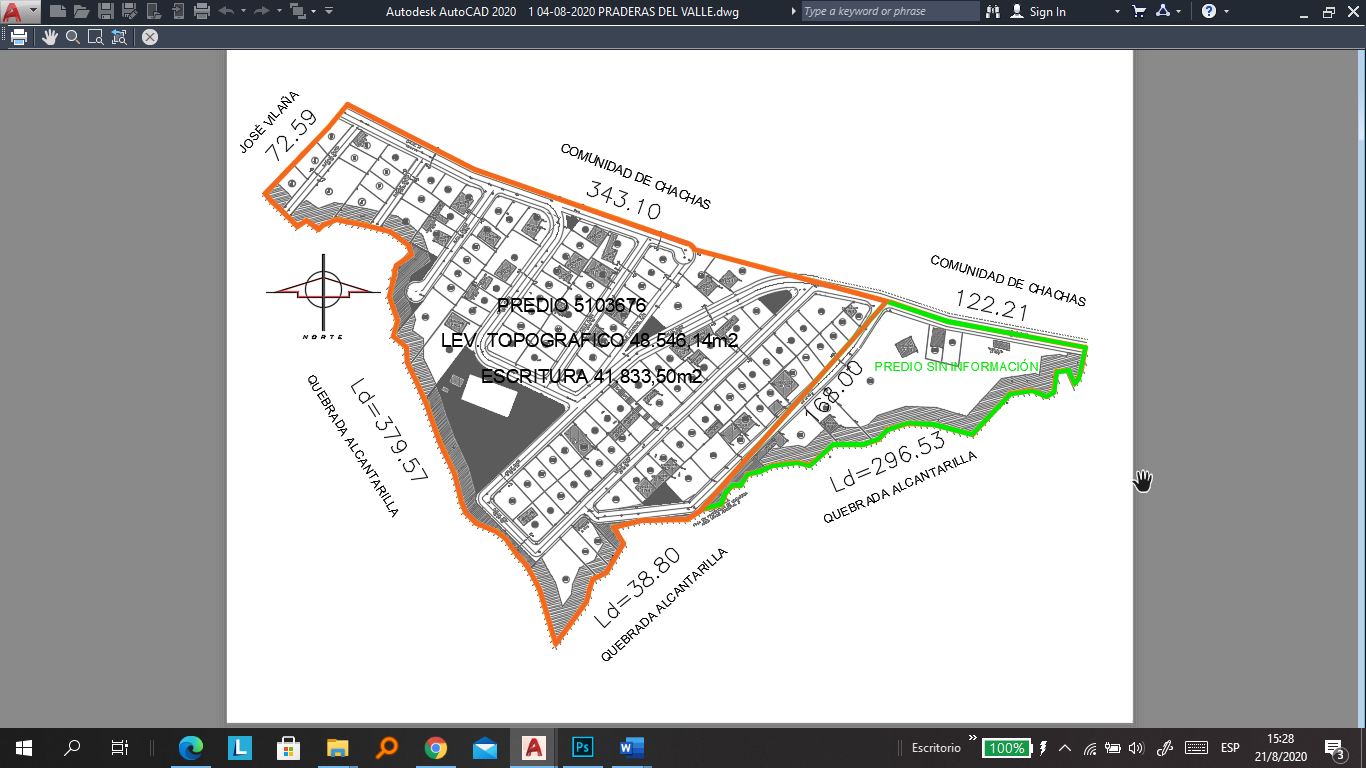 Autodesk AutoCAD 2020 1 04-08-2020 PRADERAS DEL VALLE.dwg
Type a keyword or phrase
Sign In
JOSÉ VILAÑA
72.59
COMUNIDAD DE CHACHAS
343.10
COMUNIDAD DE CHACHAS
122.21
NORTE
PREDIO 5103676
LEV. TOPOGRAFICO 48.546,14m2
ESCRITURA 41.833,50m2
PREDIO SIN INFORMACIÓN
168.00
Ld=379.57
QUEBRADA ALCANTARILLA
Ld=296.53
QUEBRADA ALCANTARILLA
Ld=38.80
QUEBRADA ALCANTARILLA
Escritorio
100%
ESP
15:28
21/8/2020
3